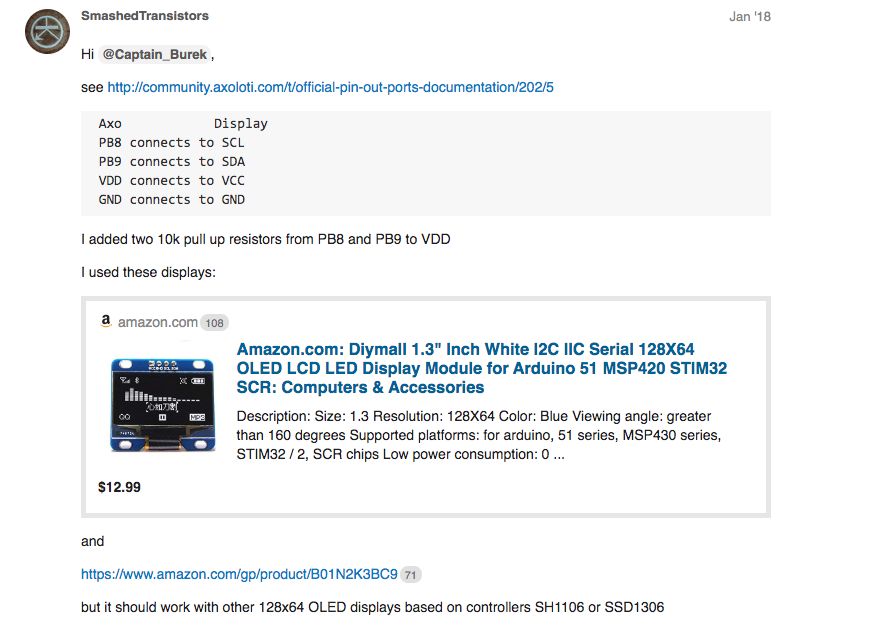 SmashedTransistors
Jan '18
Hi @Captain_Burek ,
see http://community.axoloti.com/t/official-pin-out-ports-documentation/202/5
Axo Display
PB8 connects to SCL
PB9 connects to SDA
VDD connects to VCC
GND connects to GND
I added two 10k pull up resistors from PB8 and PB9 to VDD
I used these displays:
a amazon.com 108
Amazon.com: Diymall 1.3" Inch White I2C IIC Serial 128X64
OLED LCD LED Display Module for Arduino 51 MSP420 STIM32
SCR: Computers & Accessories
Description: Size: 1.3 Resolution: 128X64 Color: Blue Viewing angle: greater
than 160 degrees Supported platforms: for arduino, 51 series, MSP430 series,
STIM32 / 2, SCR chips Low power consumption: 0 ...
MP3
$12.99
and
https://www.amazon.com/gp/product/B01N2K3BC9 71
but it should work with other 128x64 OLED displays based on controllers SH1106 or SSD1306